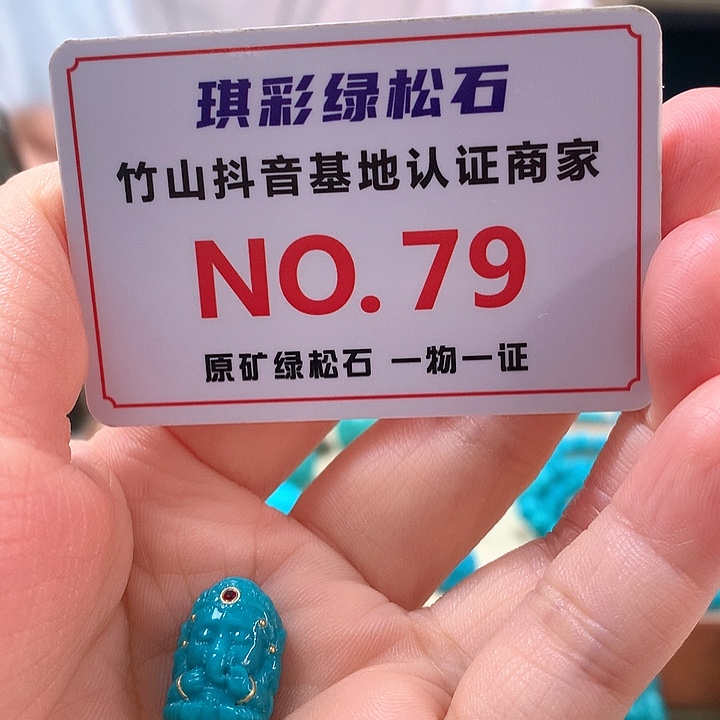 琪彩绿松石
竹山抖音基地认证商家
NO.79
原矿绿松石 一物一证